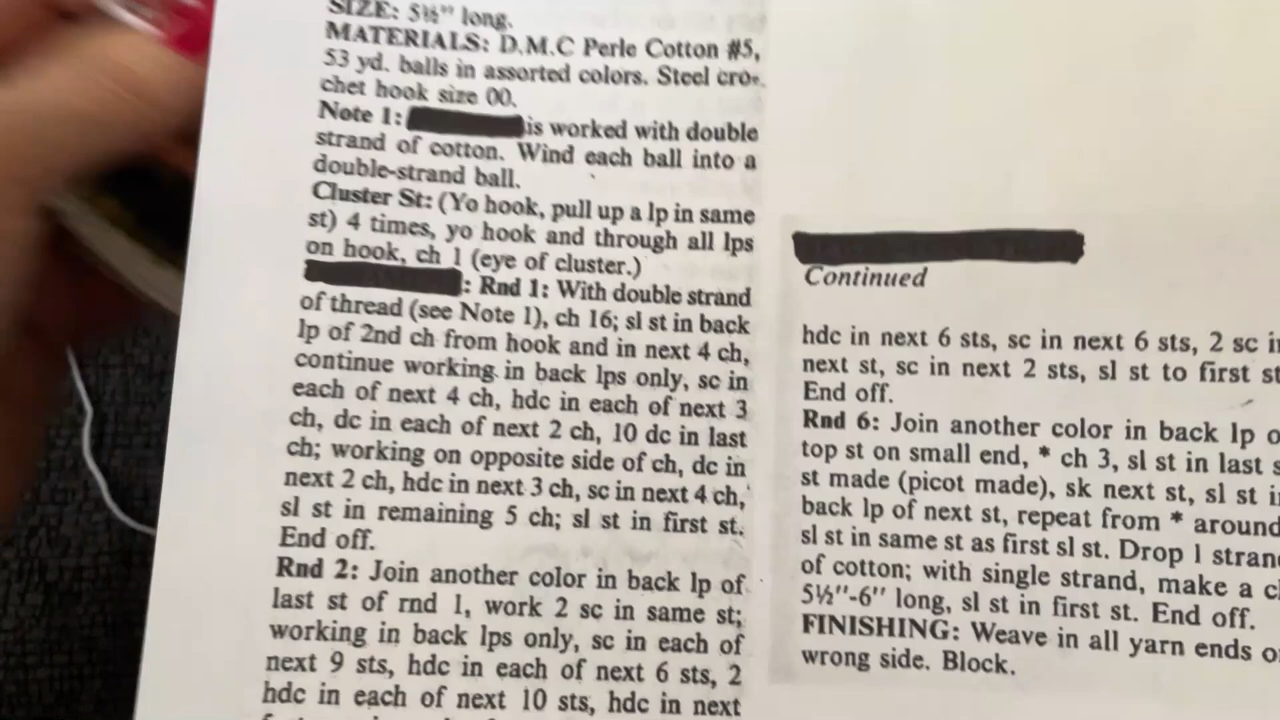 SIZE: 5½" long.
MATERIALS: D.M.C Perle Cotton #5,
53 yd. balls in assorted colors. Steel cro-
chet hook size 00.
Note 1: is worked with double
strand of cotton. Wind each ball into a
double-strand ball.
Cluster St: (Yo hook, pull up a lp in same
st) 4 times, yo hook and through all lps
on hook, ch 1 (eye of cluster.)
: Rnd 1: With double strand
of thread (see Note 1), ch 16; sl st in back
lp of 2nd ch from hook and in next 4 ch,
continue working in back lps only, sc in
each of next 4 ch, hdc in each of next 3
ch, dc in each of next 2 ch, 10 dc in last
ch; working on opposite side of ch, dc in
next 2 ch, hdc in next 3 ch, sc in next 4 ch,
sl st in remaining 5 ch; sl st in first st.
End off.
Rnd 2: Join another color in back lp of
last st of rnd 1, work 2 sc in same st;
working in back lps only, sc in each of
next 9 sts, hdc in each of next 6 sts, 2
hdc in each of next 10 sts, hdc in next
Continued
hdc in next 6 sts, sc in next 6 sts, 2 sc
next st, sc in next 2 sts, sl st to first st
End off.
Rnd 6: Join another color in back lp
top st on small end, * ch 3, sl st in last
st made (picot made), sk next st, sl st
back lp of next st, repeat from * around
sl st in same st as first sl st. Drop 1
of cotton; with single strand, make a
5½"-6" long, sl st in first st. End off.
FINISHING: Weave in all yarn ends
wrong side. Block.